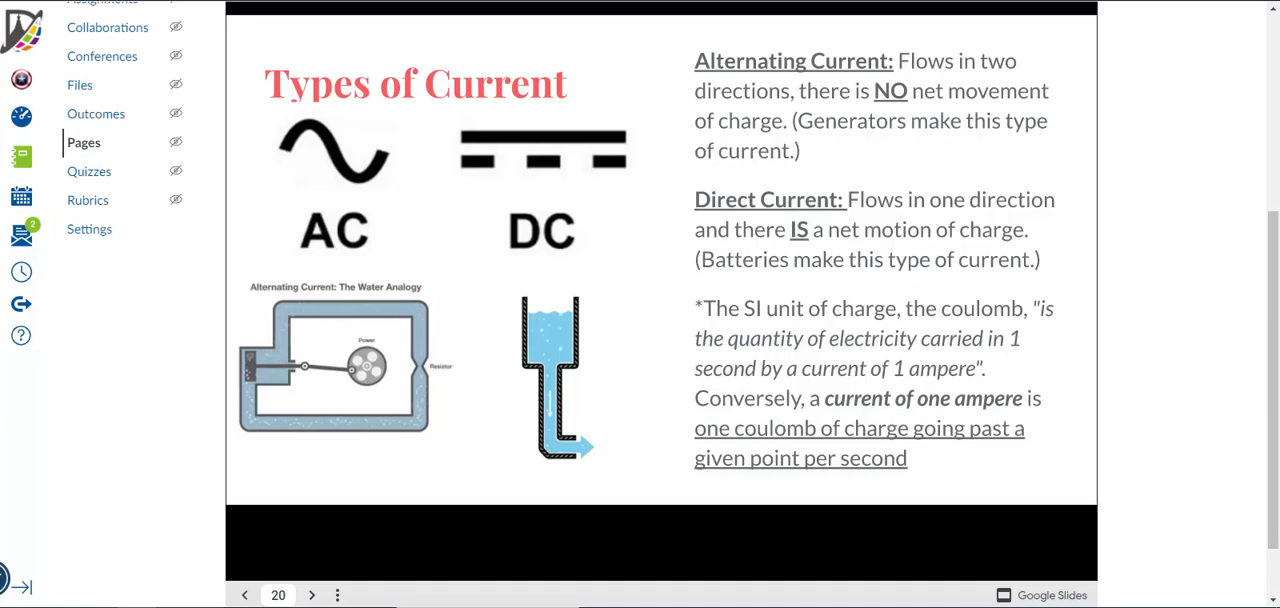 Assignments
Collaborations
Conferences
Files
Outcomes
Pages
Quizzes
Rubrics
Settings
2
Types of Current
AC
DC
Alternating Current: The Water Analogy
Power
Resistor
Alternating Current: Flows in two
directions, there is NO net movement
of charge. (Generators make this type
of current.)
Direct Current: Flows in one direction
and there IS a net motion of charge.
(Batteries make this type of current.)
*The SI unit of charge, the coulomb, "is
the quantity of electricity carried in 1
second by a current of 1 ampere".
Conversely, a current of one ampere is
one coulomb of charge going past a
given point per second
20
Google Slides